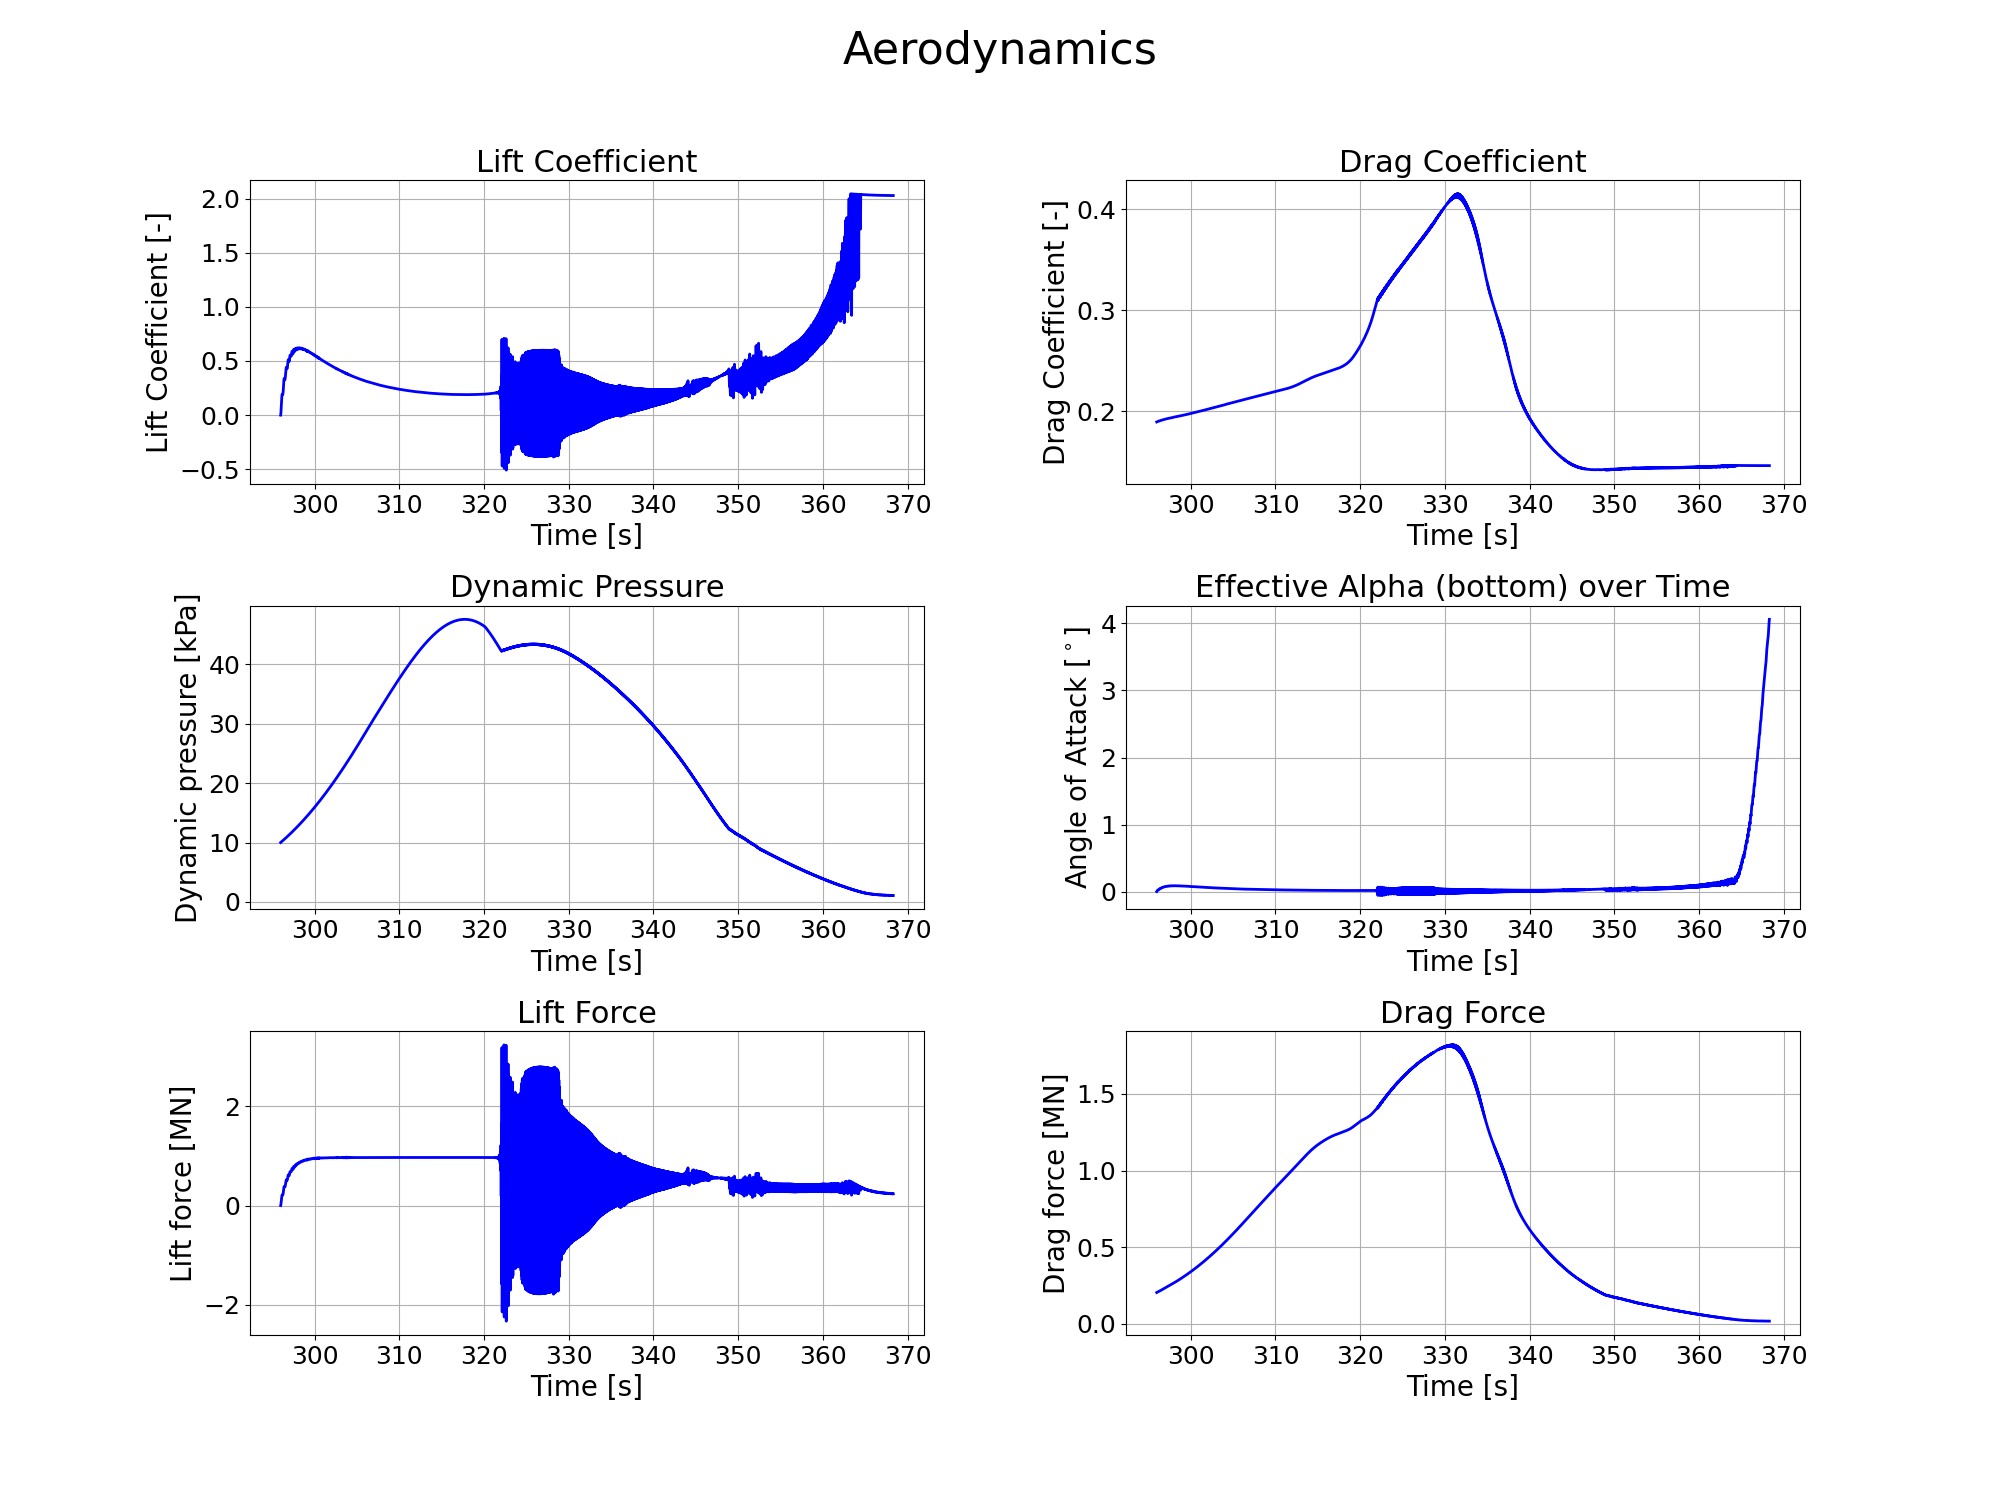 Aerodynamics
Lift Coefficient
Lift Coefficient [-]
2.0
1.5
1.0
0.5
0.0
−0.5
300 310 320 330 340 350 360 370
Time [s]
Drag Coefficient
Drag Coefficient [-]
0.4
0.3
0.2
300 310 320 330 340 350 360 370
Time [s]
Dynamic Pressure
Dynamic pressure [kPa]
40
30
20
10
0
300 310 320 330 340 350 360 370
Time [s]
Effective Alpha (bottom) over Time
Angle of Attack [°]
4
3
2
1
0
300 310 320 330 340 350 360 370
Time [s]
Lift Force
Lift force [MN]
2
0
−2
300 310 320 330 340 350 360 370
Time [s]
Drag Force
Drag force [MN]
1.5
1.0
0.5
0.0
300 310 320 330 340 350 360 370
Time [s]